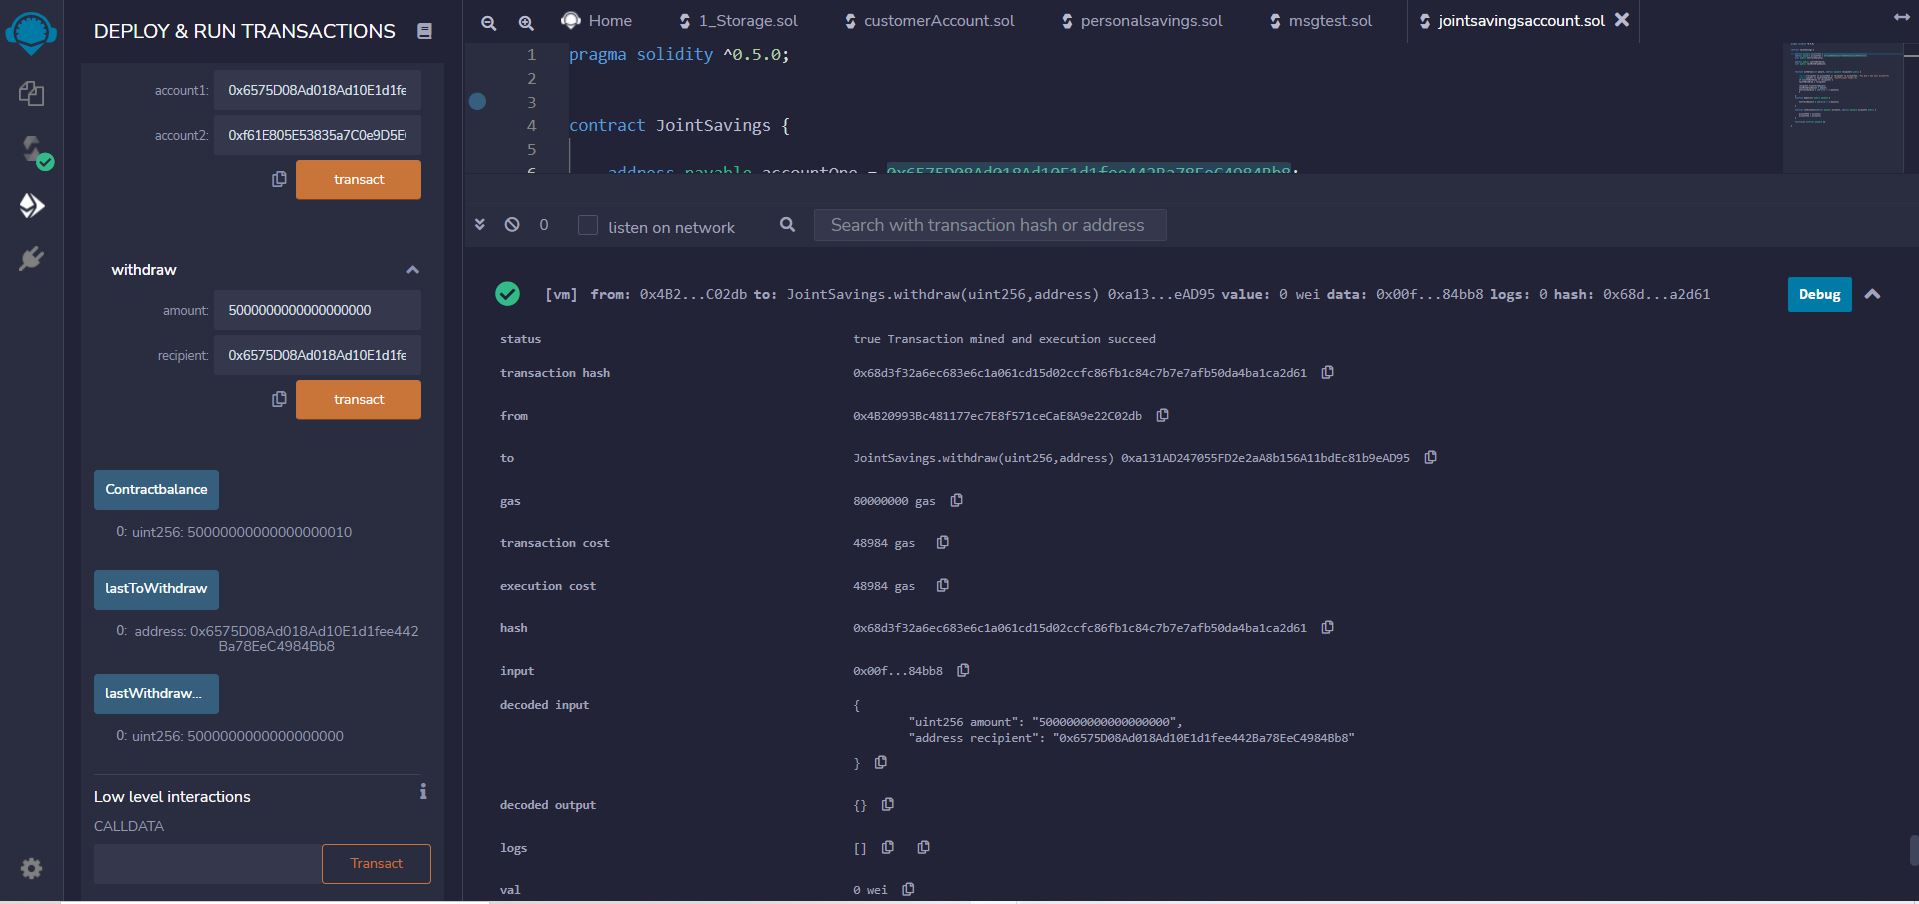 DEPLOY & RUN TRANSACTIONS
account1: 0x6575D08Ad018Ad10E1d1fe
account2: 0xf61E805E53835a7C0e9D5E
transact
withdraw
amount: 5000000000000000000
recipient: 0x6575D08Ad018Ad10E1d1fe
transact
Contractbalance
0: uint256: 50000000000000000010
lastToWithdraw
0: address: 0x6575D08Ad018Ad10E1d1fee442
Ba78EeC4984Bb8
lastWithdraw...
0: uint256: 5000000000000000000
Low level interactions
CALLDATA
Transact
Home 1_Storage.sol customerAccount.sol personalsavings.sol msgtest.sol jointsavingsaccount.sol
1 pragma solidity ^0.5.0;
2
3
4 contract JointSavings {
5
6 address payable accountOne = 0x6575D08Ad018Ad10E1d1fee442Ba78EeC4984Bb8;
0 listen on network Search with transaction hash or address
[vm] from: 0x4B2...C02db to: JointSavings.withdraw(uint256,address) 0xa13...eAD95 value: 0 wei data: 0x00f...84bb8 logs: 0 hash: 0x68d...a2d61 Debug
status true Transaction mined and execution succeed
transaction hash 0x68d3f32a6ec683e6c1a061cd15d02ccfc86fb1c84c7b7e7afb50da4ba1ca2d61
from 0x4B20993Bc481177ec7E8f571ceCaE8A9e22C02db
to JointSavings.withdraw(uint256,address) 0xa131AD247055FD2e2aA8b156A11bdEc81b9eAD95
gas 80000000 gas
transaction cost 48984 gas
execution cost 48984 gas
hash 0x68d3f32a6ec683e6c1a061cd15d02ccfc86fb1c84c7b7e7afb50da4ba1ca2d61
input 0x00f...84bb8
decoded input {
"uint256 amount": "5000000000000000000",
"address recipient": "0x6575D08Ad018Ad10E1d1fee442Ba78EeC4984Bb8"
}
decoded output {}
logs []
val 0 wei